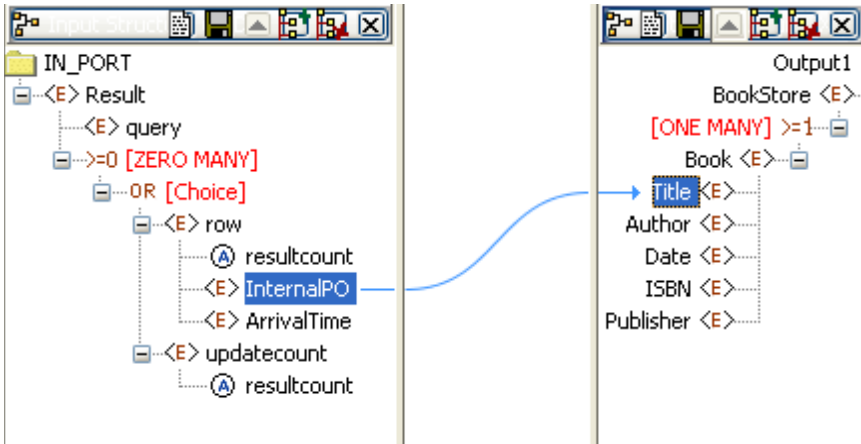 Input Structure
IN_PORT
<E> Result
<E> query
>=0 [ZERO MANY]
OR [Choice]
<E> row
A resultcount
<E> InternalPO
<E> ArrivalTime
<E> updatecount
A resultcount
Output1
BookStore <E>
[ONE MANY] >=1
Book <E>
Title <E>
Author <E>
Date <E>
ISBN <E>
Publisher <E>